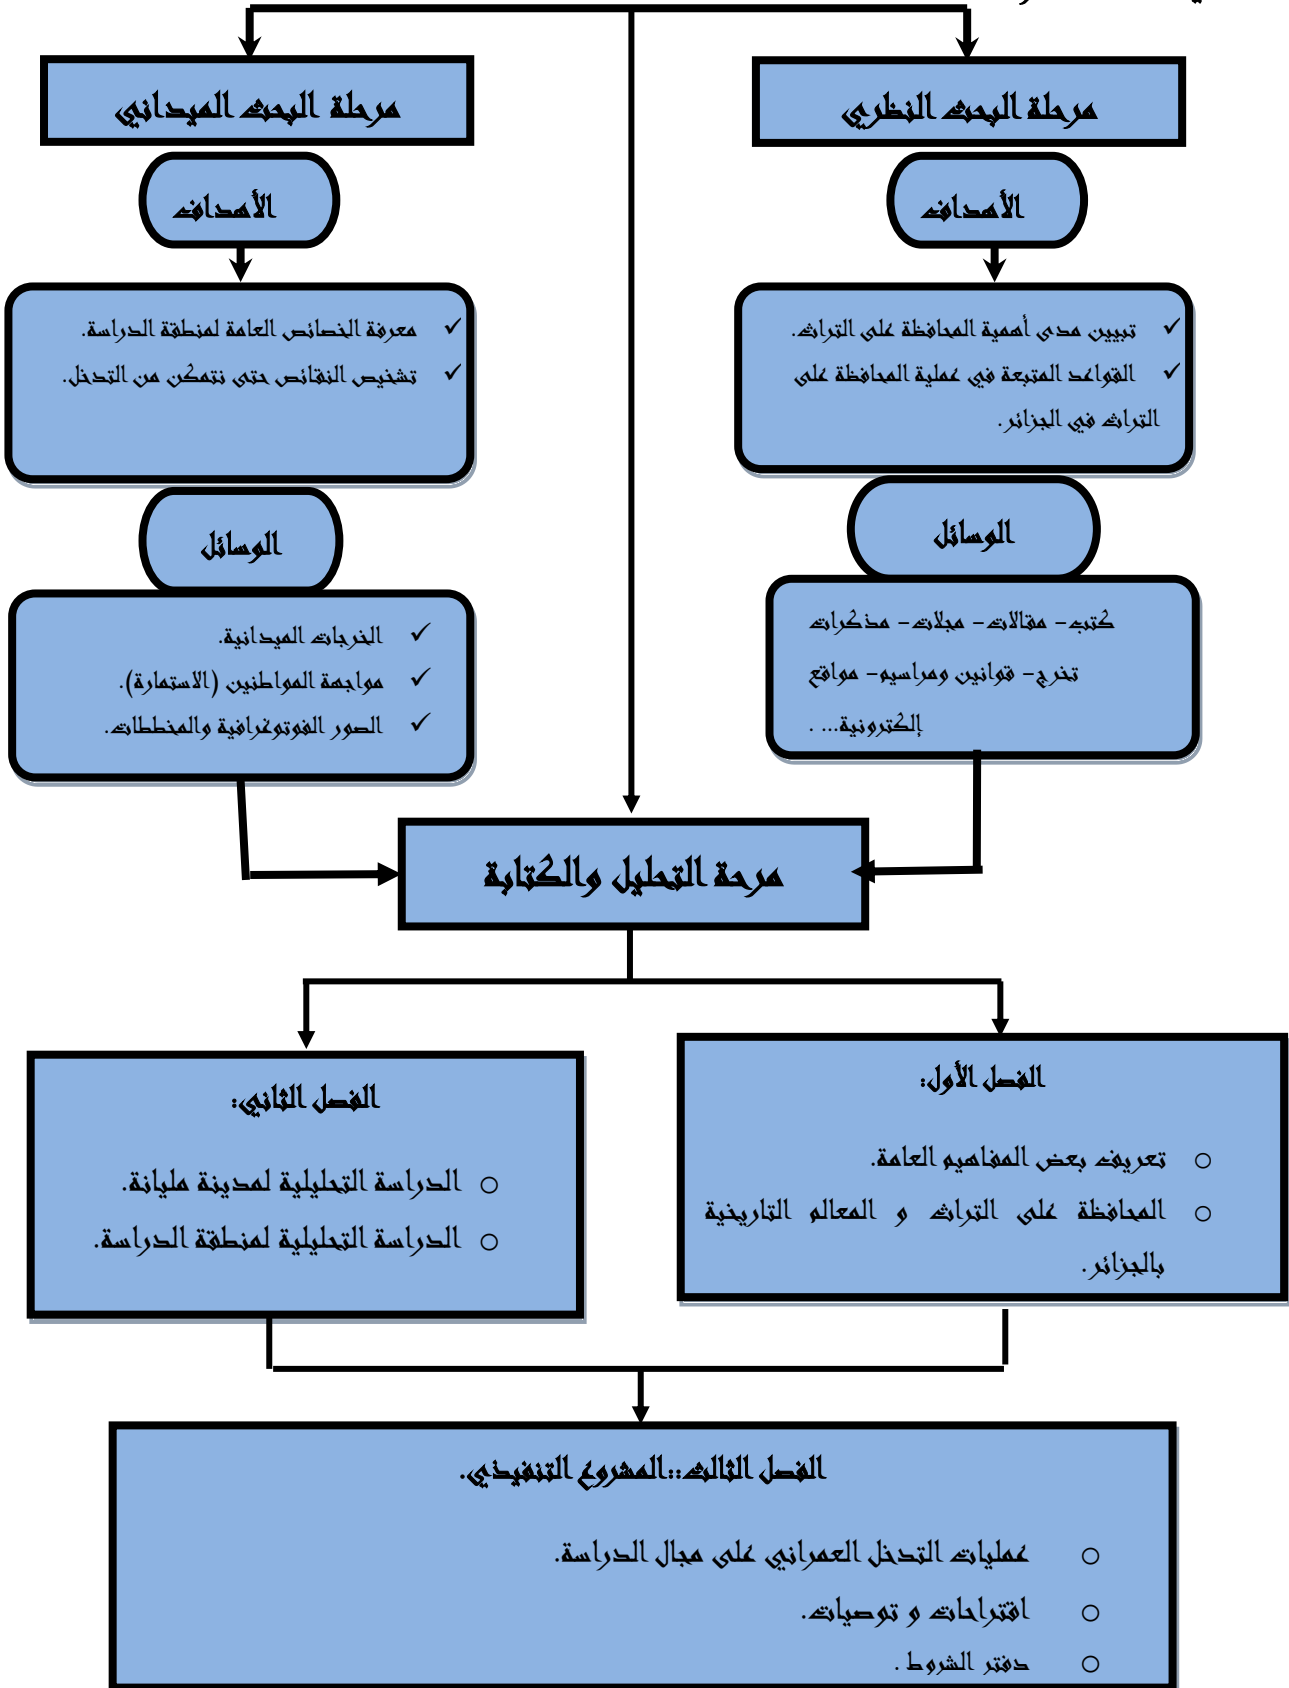 مرحلة البحث النظري
الأهداف
✓ تبيين مدى أهمية المحافظة على التراث.
✓ القواعد المتبعة في عملية المحافظة على
التراث في الجزائر.
الوسائل
كتب- مقالات- مجلات- مذكرات
تخرج- قوانين ومراسيم- مواقع
إلكترونية... .
مرحلة البحث الميداني
الأهداف
✓ معرفة الخصائص العامة لمنطقة الدراسة.
✓ تشخيص النقائص حتى نتمكن من التدخل.
الوسائل
✓ الخرجات الميدانية.
✓ مواجهة المواطنين (الاستمارة).
✓ الصور الفوتوغرافية والمخططات.
مرحة التحليل والكتابة
الفصل الأول:
○ تعريف بعض المفاهيم العامة.
○ المحافظة على التراث و المعالم التاريخية
بالجزائر.
الفصل الثاني:
○ الدراسة التحليلية لمدينة مليانة.
○ الدراسة التحليلية لمنطقة الدراسة.
الفصل الثالث::المشروع التنفيذي.
○ عمليات التدخل العمراني على مجال الدراسة.
○ اقتراحات و توصيات.
○ دفتر الشروط .